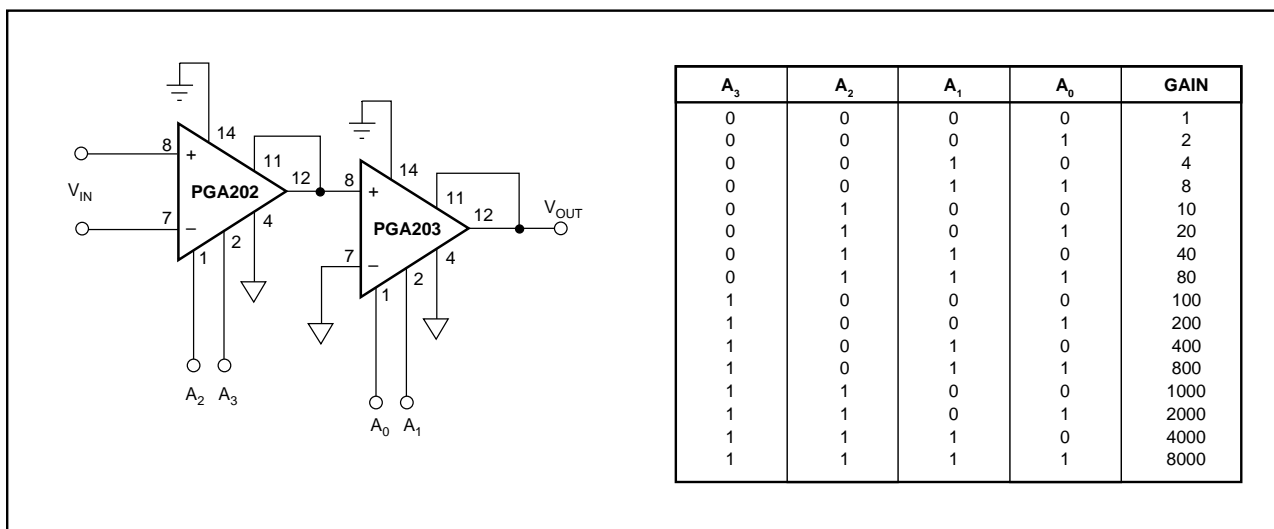 14
8
+
11
12
PGA202
V_IN
7
–
4
2
1
A_2 A_3
14
8
+
11
12
PGA203
V_OUT
7
–
4
2
1
A_0 A_1
A_3 A_2 A_1 A_0 GAIN
0 0 0 0 1
0 0 0 1 2
0 0 1 0 4
0 0 1 1 8
0 1 0 0 10
0 1 0 1 20
0 1 1 0 40
0 1 1 1 80
1 0 0 0 100
1 0 0 1 200
1 0 1 0 400
1 0 1 1 800
1 1 0 0 1000
1 1 0 1 2000
1 1 1 0 4000
1 1 1 1 8000